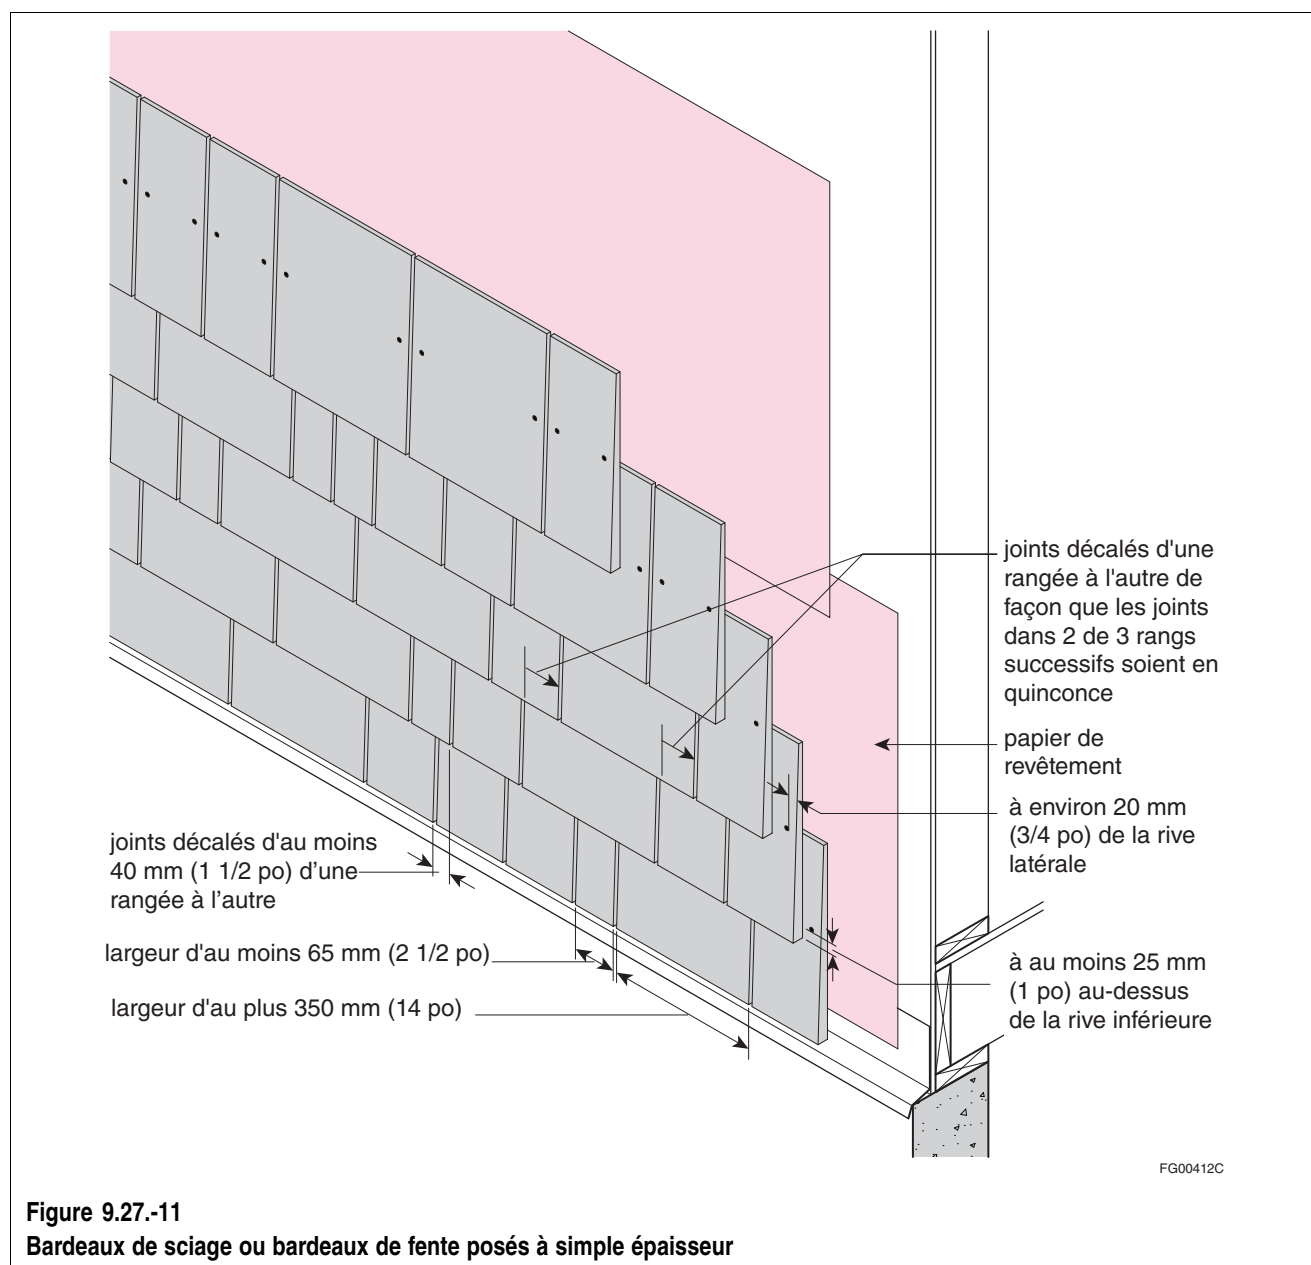 joints décalés d'une
rangée à l'autre de
façon que les joints
dans 2 de 3 rangs
successifs soient en
quinconce
papier de
revêtement
à environ 20 mm
(3/4 po) de la rive
latérale
joints décalés d'au moins
40 mm (1 1/2 po) d’une
rangée à l’autre
largeur d'au moins 65 mm (2 1/2 po)
largeur d'au plus 350 mm (14 po)
à au moins 25 mm
(1 po) au-dessus
de la rive inférieure
FG00412C
Figure 9.27.-11
Bardeaux de sciage ou bardeaux de fente posés à simple épaisseur